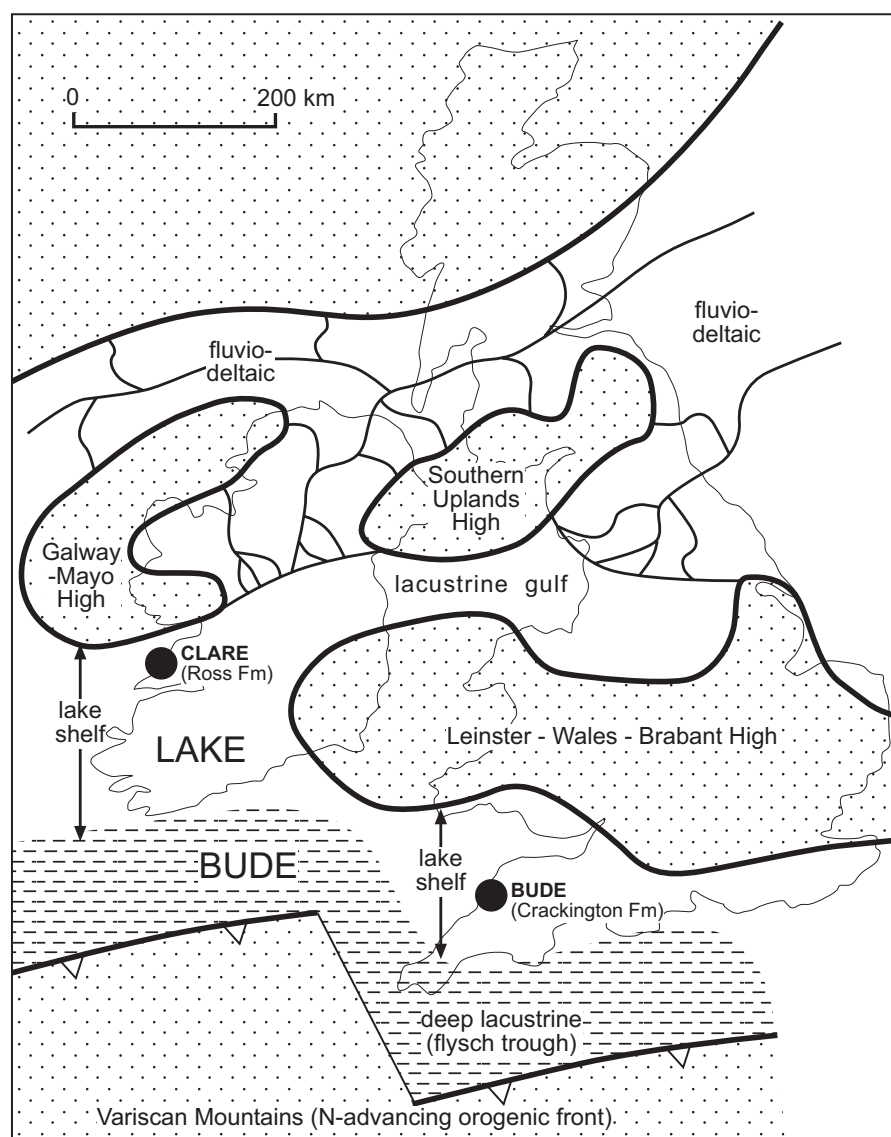 0 200 km
fluvio-
deltaic
fluvio-
deltaic
Southern
Uplands
High
Galway
-Mayo
High
lacustrine gulf
CLARE
(Ross Fm)
lake
shelf
LAKE
Leinster - Wales - Brabant High
BUDE
lake
shelf
BUDE
(Crackington Fm)
deep lacustrine
(flysch trough)
Variscan Mountains (N-advancing orogenic front)